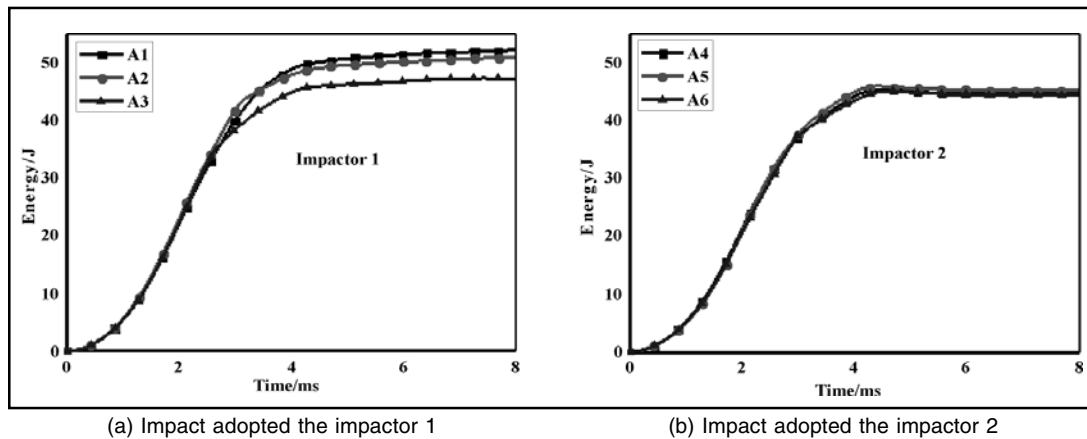 A1
A2
A3
Impactor 1
Energy/J
50
40
30
20
10
0
0 2 4 6 8
Time/ms
A4
A5
A6
Impactor 2
Energy/J
50
40
30
20
10
0
0 2 4 6 8
Time/ms
(a) Impact adopted the impactor 1
(b) Impact adopted the impactor 2